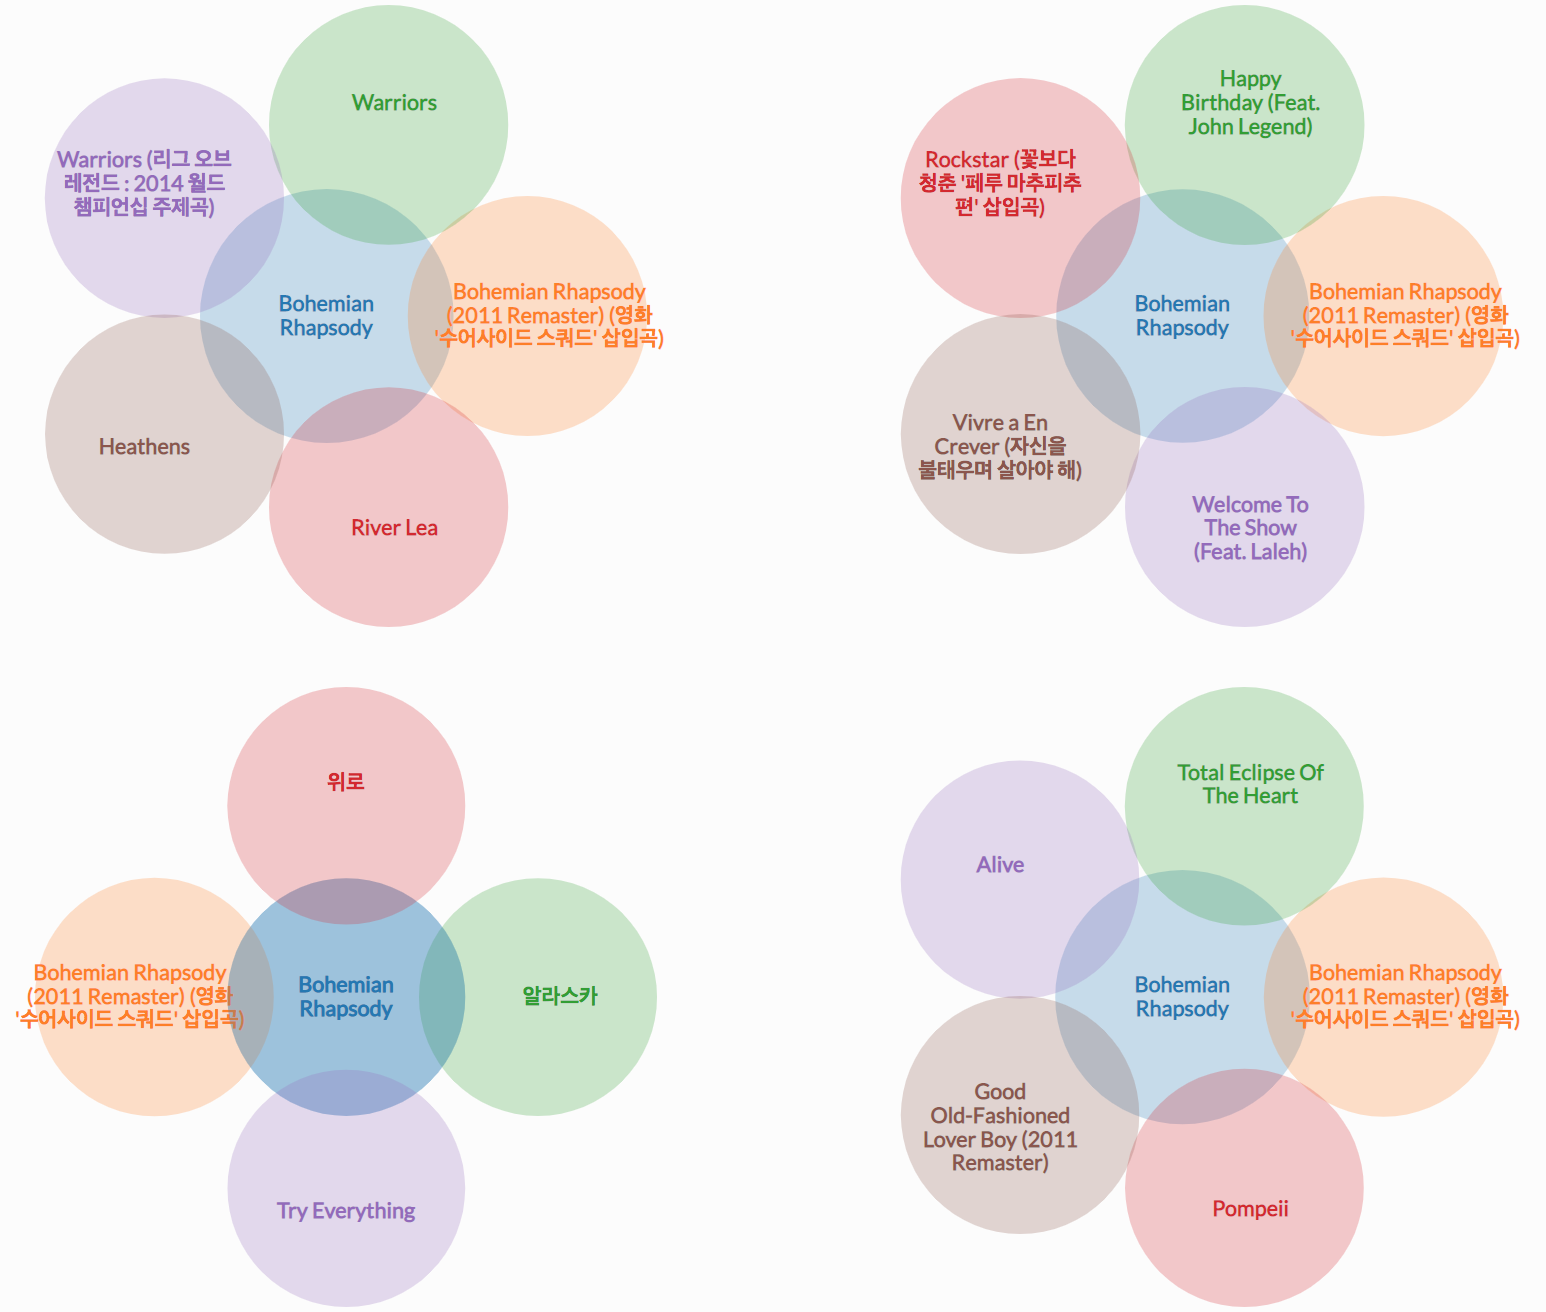 Warriors
Warriors (리그 오브
레전드 : 2014 월드
챔피언십 주제곡)
Bohemian
Rhapsody
Bohemian Rhapsody
(2011 Remaster) (영화
'수어사이드 스쿼드' 삽입곡)
Heathens
River Lea
Happy
Birthday (Feat.
John Legend)
Rockstar (꽃보다
청춘 '페루 마추피추
편' 삽입곡)
Bohemian
Rhapsody
Bohemian Rhapsody
(2011 Remaster) (영화
'수어사이드 스쿼드' 삽입곡)
Vivre a En
Crever (자신을
불태우며 살아야 해)
Welcome To
The Show
(Feat. Laleh)
위로
Bohemian Rhapsody
(2011 Remaster) (영화
'수어사이드 스쿼드' 삽입곡)
Bohemian
Rhapsody
알라스카
Try Everything
Total Eclipse Of
The Heart
Alive
Bohemian
Rhapsody
Bohemian Rhapsody
(2011 Remaster) (영화
'수어사이드 스쿼드' 삽입곡)
Good
Old-Fashioned
Lover Boy (2011
Remaster)
Pompeii